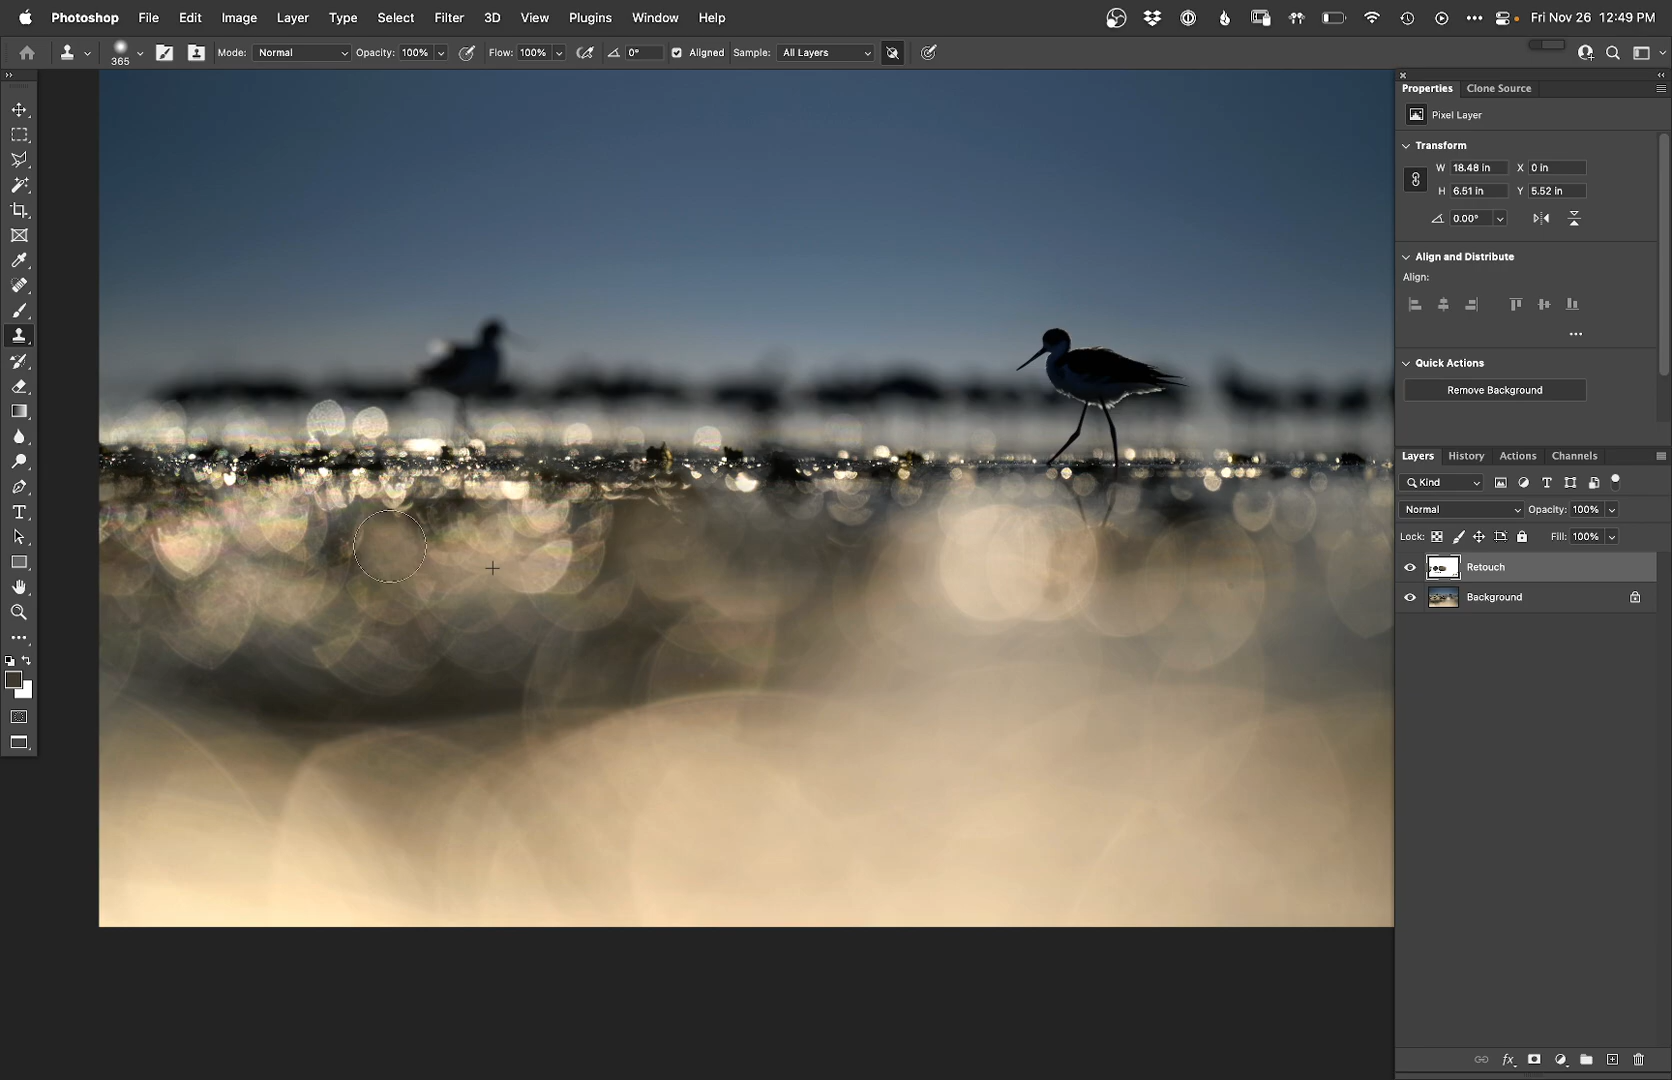 Photoshop File Edit Image Layer Type Select Filter 3D View Plugins Window Help Fri Nov 26 12:49 PM
365 Mode: Normal Opacity: 100% Flow: 100% 0° Aligned Sample: All Layers
Properties Clone Source
Pixel Layer
Transform
W 18.48 in X 0 in
H 6.51 in Y 5.52 in
0.00°
Align and Distribute
Align:
Quick Actions
Remove Background
Layers History Actions Channels
Kind
Normal Opacity: 100%
Lock: Fill: 100%
Retouch
Background
fx